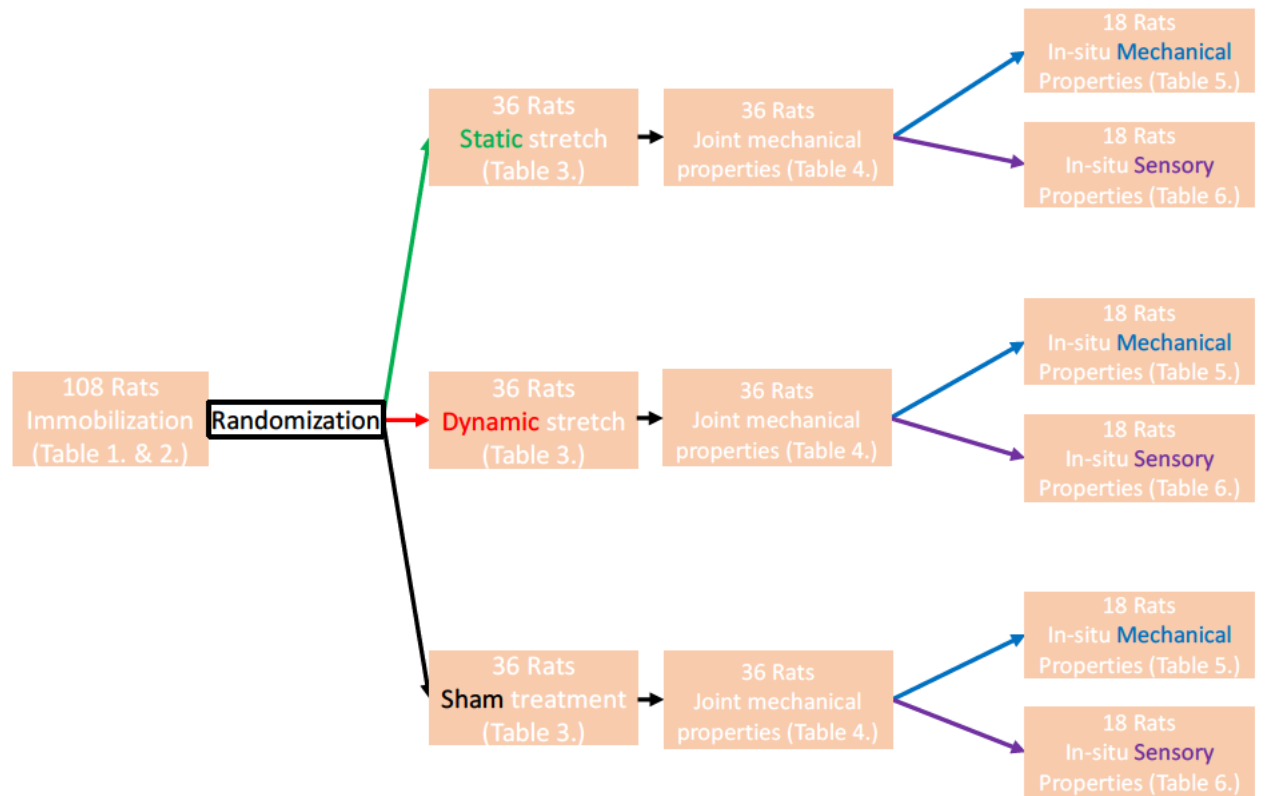 108 Rats
Immobilization
(Table 1. & 2.)
Randomization
36 Rats
Static stretch
(Table 3.)
36 Rats
Joint mechanical
properties (Table 4.)
18 Rats
In-situ Mechanical
Properties (Table 5.)
18 Rats
In-situ Sensory
Properties (Table 6.)
36 Rats
Dynamic stretch
(Table 3.)
36 Rats
Joint mechanical
properties (Table 4.)
18 Rats
In-situ Mechanical
Properties (Table 5.)
18 Rats
In-situ Sensory
Properties (Table 6.)
36 Rats
Sham treatment
(Table 3.)
36 Rats
Joint mechanical
properties (Table 4.)
18 Rats
In-situ Mechanical
Properties (Table 5.)
18 Rats
In-situ Sensory
Properties (Table 6.)